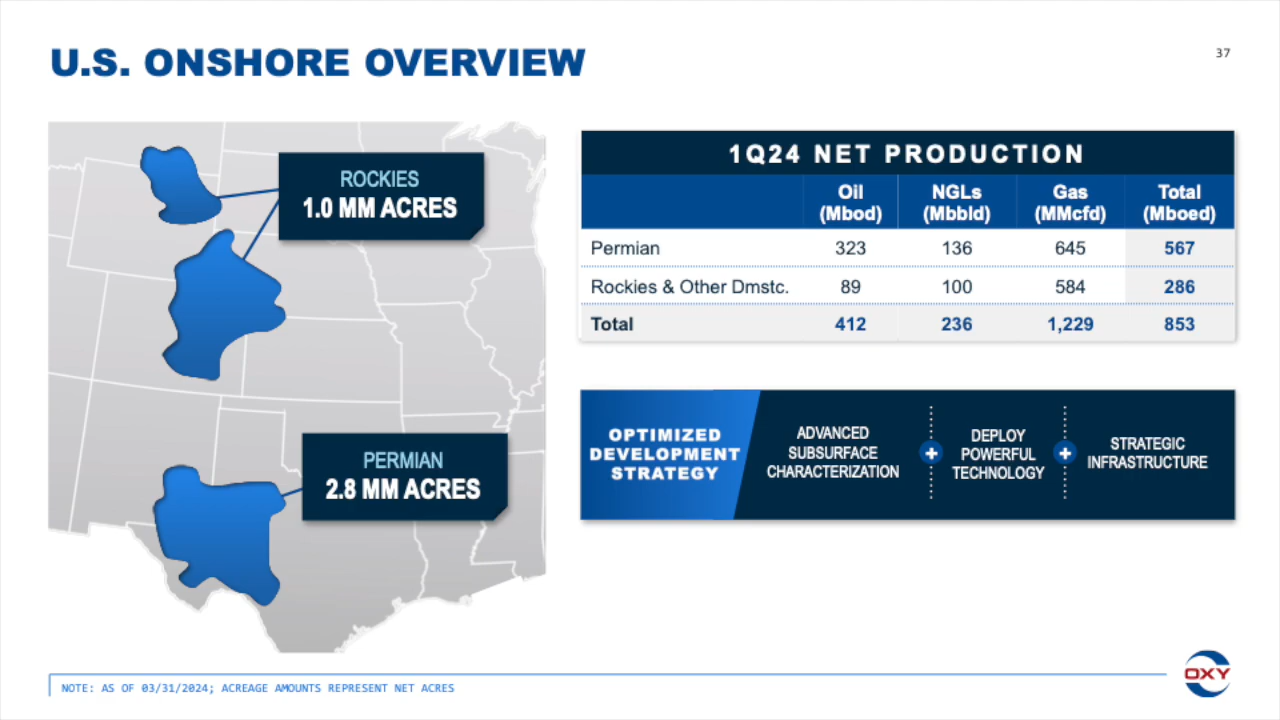 U.S. ONSHORE OVERVIEW
37
ROCKIES
1.0 MM ACRES
PERMIAN
2.8 MM ACRES
1Q24 NET PRODUCTION
Oil (Mbod) NGLs (Mbbld) Gas (MMcfd) Total (Mboed)
Permian 323 136 645 567
Rockies & Other Dmstc. 89 100 584 286
Total 412 236 1,229 853
OPTIMIZED
DEVELOPMENT
STRATEGY
ADVANCED
SUBSURFACE
CHARACTERIZATION
+
DEPLOY
POWERFUL
TECHNOLOGY
+
STRATEGIC
INFRASTRUCTURE
NOTE: AS OF 03/31/2024; ACREAGE AMOUNTS REPRESENT NET ACRES
OXY